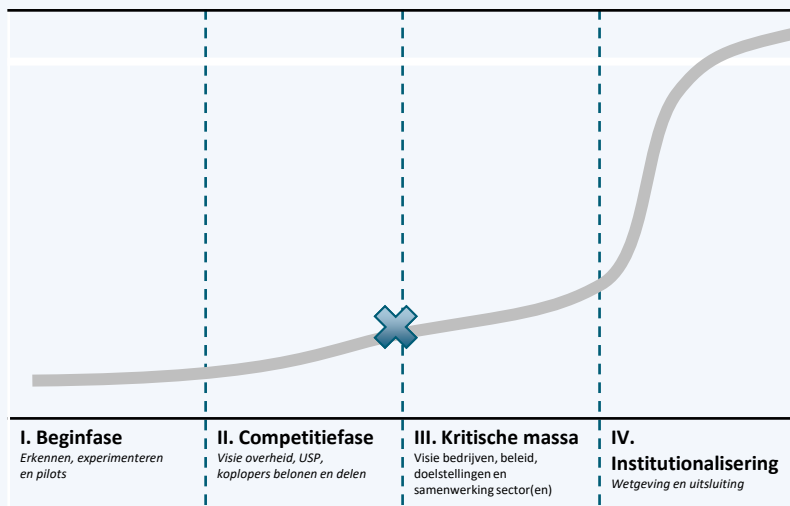 I. Beginfase
Erkennen, experimenteren
en pilots
II. Competitiefase
Visie overheid, USP,
koplopers belonen en delen
III. Kritische massa
Visie bedrijven, beleid,
doelstellingen en
samenwerking sector(en)
IV.
Institutionalisering
Wetgeving en uitsluiting